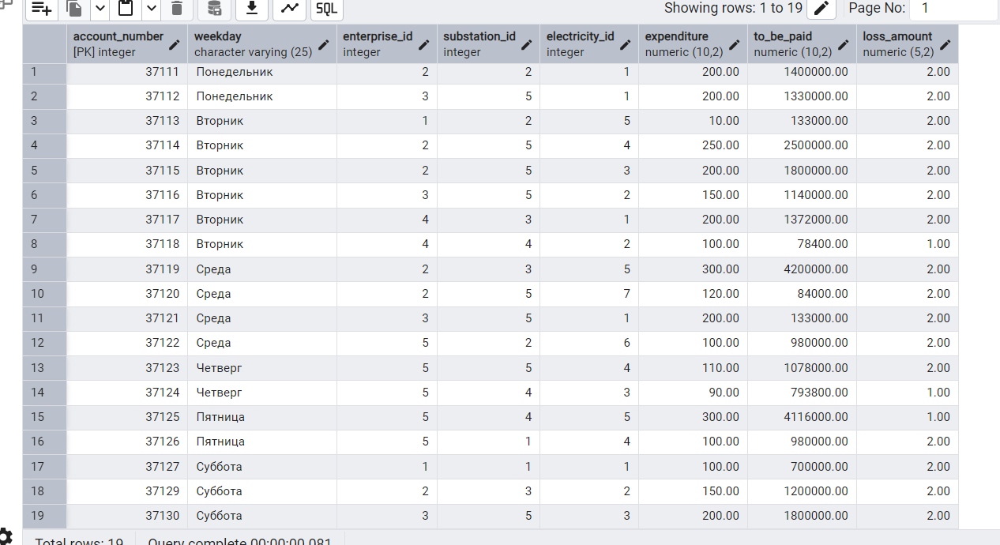 SQL Showing rows: 1 to 19 Page No: 1
account_number weekday enterprise_id substation_id electricity_id expenditure to_be_paid loss_amount
[PK] integer character varying (25) integer integer integer numeric (10,2) numeric (10,2) numeric (5,2)
1 37111 Понедельник 2 2 1 200.00 1400000.00 2.00
2 37112 Понедельник 3 5 1 200.00 1330000.00 2.00
3 37113 Вторник 1 2 5 10.00 133000.00 2.00
4 37114 Вторник 2 5 4 250.00 2500000.00 2.00
5 37115 Вторник 2 5 3 200.00 1800000.00 2.00
6 37116 Вторник 3 5 2 150.00 1140000.00 2.00
7 37117 Вторник 4 3 1 200.00 1372000.00 2.00
8 37118 Вторник 4 4 2 100.00 78400.00 1.00
9 37119 Среда 2 3 5 300.00 4200000.00 2.00
10 37120 Среда 2 5 7 120.00 84000.00 2.00
11 37121 Среда 3 5 1 200.00 133000.00 2.00
12 37122 Среда 5 2 6 100.00 980000.00 2.00
13 37123 Четверг 5 5 4 110.00 1078000.00 2.00
14 37124 Четверг 5 4 3 90.00 793800.00 1.00
15 37125 Пятница 5 4 5 300.00 4116000.00 1.00
16 37126 Пятница 5 1 4 100.00 980000.00 2.00
17 37127 Суббота 1 1 1 100.00 700000.00 2.00
18 37129 Суббота 2 3 2 150.00 1200000.00 2.00
19 37130 Суббота 3 5 3 200.00 1800000.00 2.00
Total rows: 19 Query complete 00:00:00.081